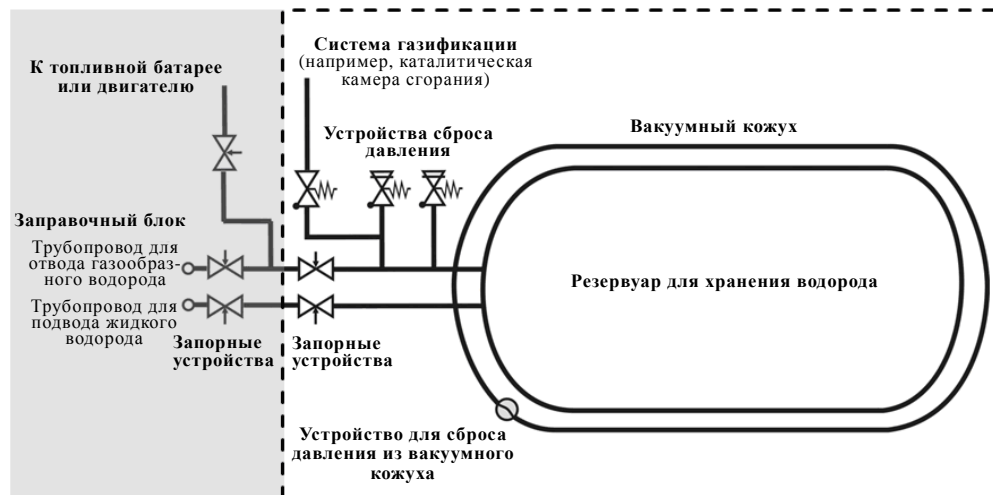 К топливной батарее
или двигателю
Система газификации
(например, каталитическая
камера сгорания)
Устройства сброса
давления
Вакуумный кожух
Заправочный блок
Трубопровод для
отвода газообраз-
ного водорода
Трубопровод для
подвода жидкого
водорода
Запорные
устройства
Запорные
устройства
Резервуар для хранения водорода
Устройство для сброса
давления из вакуумного
кожуха